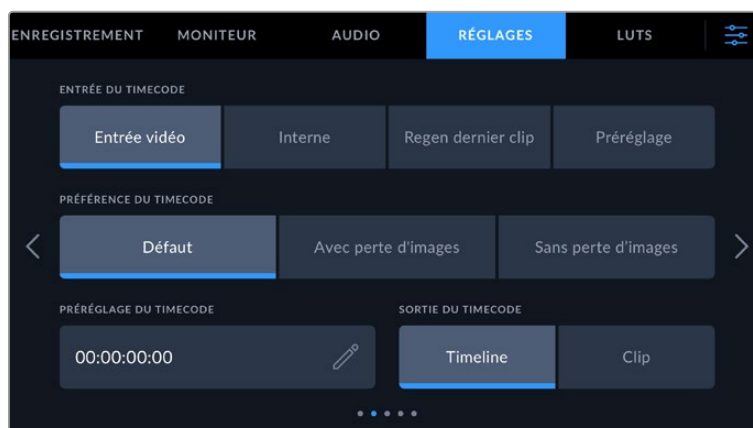 ENREGISTREMENT MONITEUR AUDIO RÉGLAGES LUTS
ENTRÉE DU TIMECODE
Entrée vidéo Interne Regen dernier clip Préréglage
PRÉFÉRENCE DU TIMECODE
Défaut Avec perte d'images Sans perte d'images
PRÉRÉGLAGE DU TIMECODE SORTIE DU TIMECODE
00:00:00:00 Timeline Clip